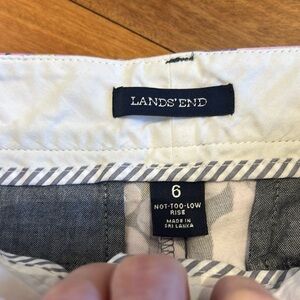 LANDS' END
6
NOT-TOO-LOW
RISE
MADE IN
SRI LANKA